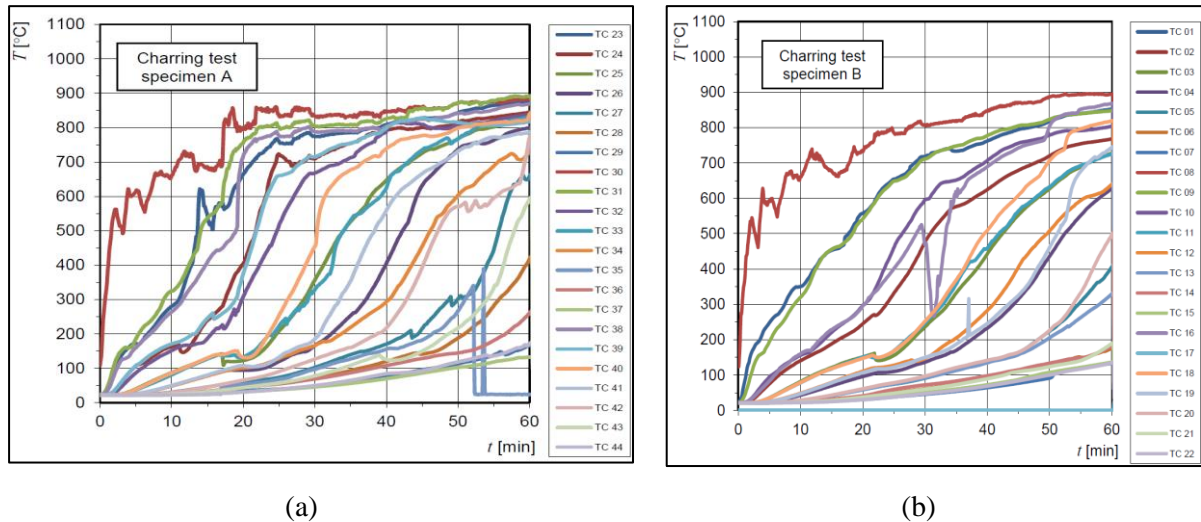 1100
1000
900
800
700
600
500
400
300
200
100
0
T [°C]
Charring test
specimen A
0 10 20 30 40 50 60
t [min]
TC 23
TC 24
TC 25
TC 26
TC 27
TC 28
TC 29
TC 30
TC 31
TC 32
TC 33
TC 34
TC 35
TC 36
TC 37
TC 38
TC 39
TC 40
TC 41
TC 42
TC 43
TC 44
(a)
1100
1000
900
800
700
600
500
400
300
200
100
0
T [°C]
Charring test
specimen B
0 10 20 30 40 50 60
t [min]
TC 01
TC 02
TC 03
TC 04
TC 05
TC 06
TC 07
TC 08
TC 09
TC 10
TC 11
TC 12
TC 13
TC 14
TC 15
TC 16
TC 17
TC 18
TC 19
TC 20
TC 21
TC 22
(b)